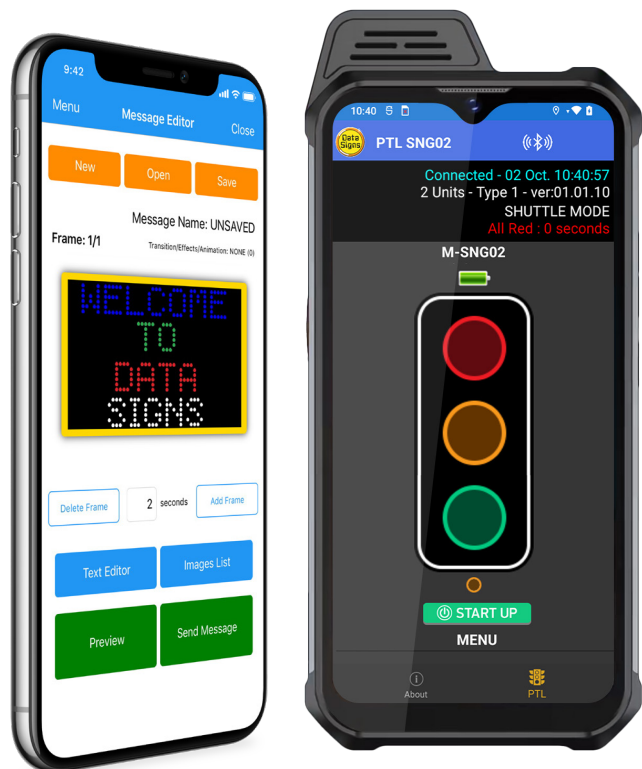 9:42
Menu
Message Editor
Close
New
Open
Save
Message Name: UNSAVED
Frame: 1/1
Transition/Effects/Animation: NONE (0)
WELCOME
TO
DATA
SIGNS
Delete Frame
2
seconds
Add Frame
Text Editor
Images List
Preview
Send Message
10:40
Data
Signs
PTL SNG02
Connected - 02 Oct. 10:40:57
2 Units - Type 1 - ver:01.01.10
SHUTTLE MODE
All Red : 0 seconds
M-SNG02
START UP
MENU
About
PTL